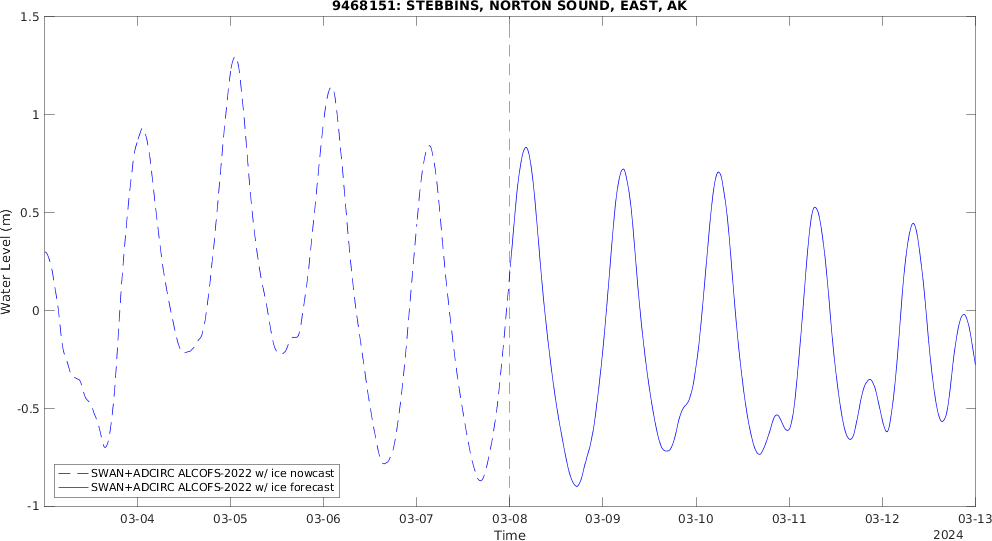 9468151: STEBBINS, NORTON SOUND, EAST, AK
Water Level (m)
1.5
1
0.5
0
-0.5
-1
SWAN+ADCIRC ALCOFS-2022 w/ ice nowcast
SWAN+ADCIRC ALCOFS-2022 w/ ice forecast
03-04 03-05 03-06 03-07 03-08 03-09 03-10 03-11 03-12 03-13
Time
2024